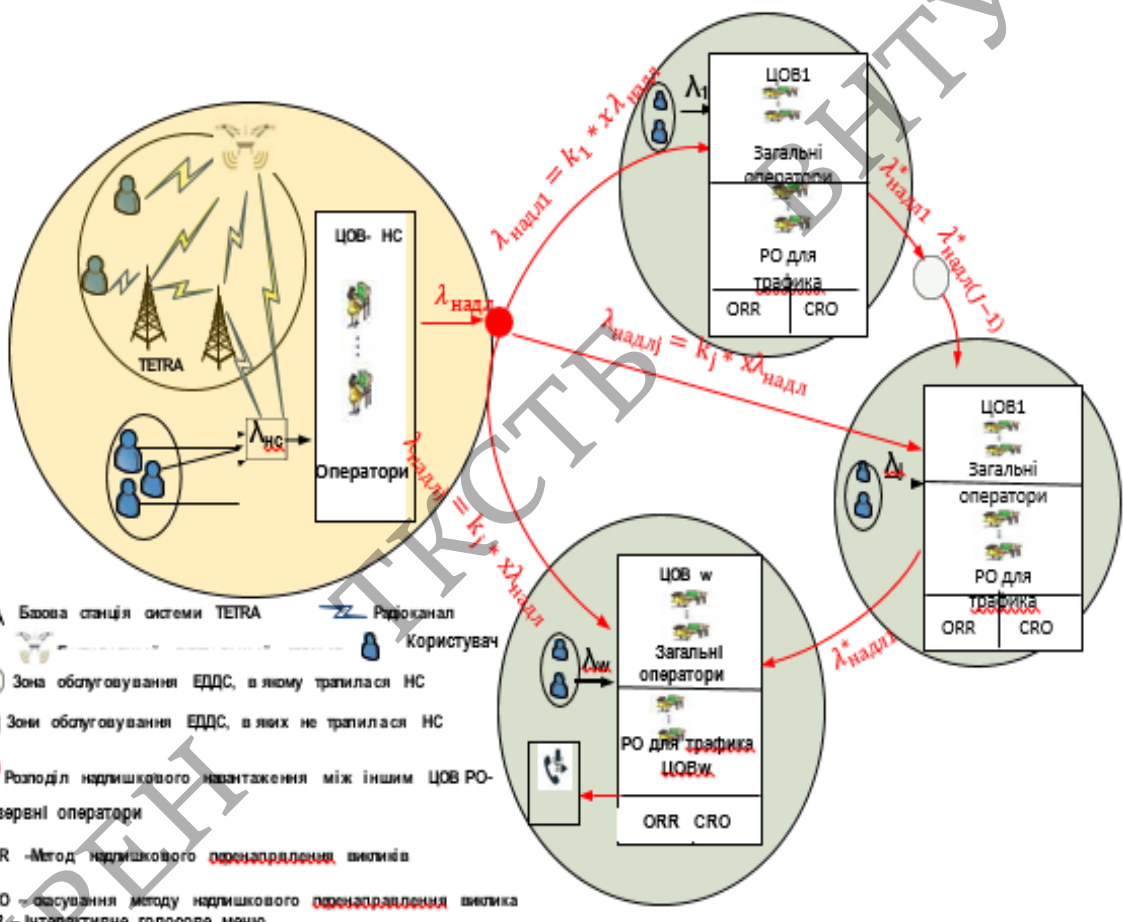 ЦОВ- НС
Оператори
TETRA
λнс
λнадл
λнадл1 = k1 * xλнадл
λнадлj = kj * xλнадл
λнадлj = kj * xλнадл
λ1
ЦОВ1
Загальні
оператори
РО для
трафика
ORR CRO
λ*надл1
λ*надл(j−1)
ЦОВ1
Загальні
оператори
РО для
трафика
ORR CRO
λ*надл1
λw
ЦОВ w
Загальні
оператори
РО для трафика
ЦОВw
ORR CRO
Базова станція системи TETRA
Радіоканал
Користувач
Зона обслуговування ЕДДС, в якому трапилася НС
Зони обслуговування ЕДДС, в яких не трапилася НС
Розподіл надлишкового навантаження між іншим ЦОВ РО-
зервні оператори
R -Метод надлишкового перенаправлення викликів
O - скасування методу надлишкового перенаправлення виклика
Інтерактивне голосове меню
ВНТУ
ТКСТБ
РЕН